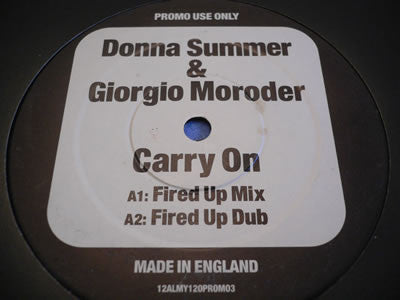 PROMO USE ONLY
Donna Summer
&
Giorgio Moroder
Carry On
A1: Fired Up Mix
A2: Fired Up Dub
MADE IN ENGLAND
12ALMY120PROMO3